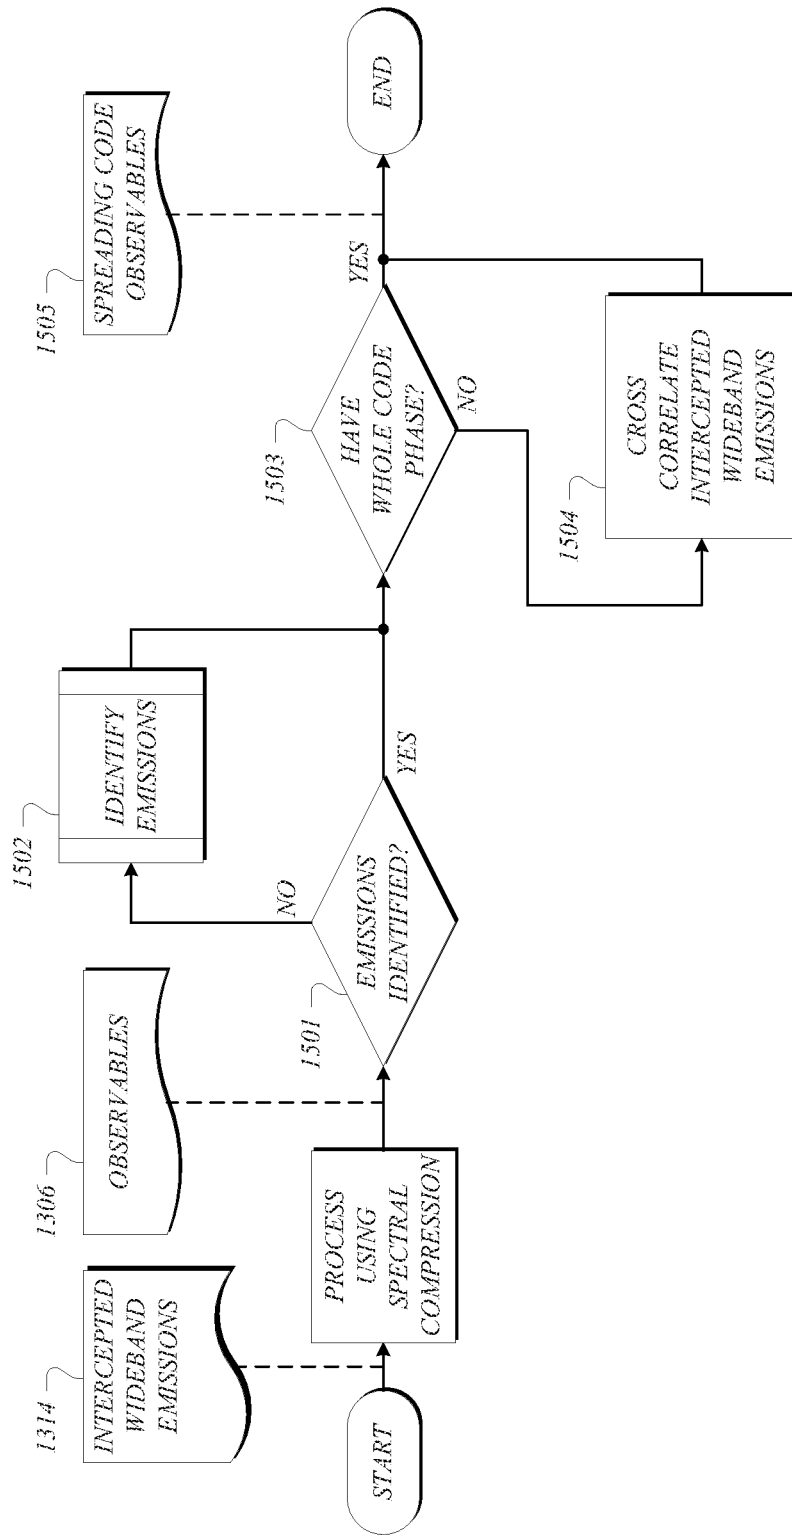 START
1314
INTERCEPTED
WIDEBAND
EMISSIONS
PROCESS
USING
SPECTRAL
COMPRESSION
1306
OBSERVABLES
1501
EMISSIONS
IDENTIFIED?
NO
YES
1502
IDENTIFY
EMISSIONS
1503
HAVE
WHOLE CODE
PHASE?
YES
NO
1504
CROSS
CORRELATE
INTERCEPTED
WIDEBAND
EMISSIONS
1505
SPREADING CODE
OBSERVABLES
END